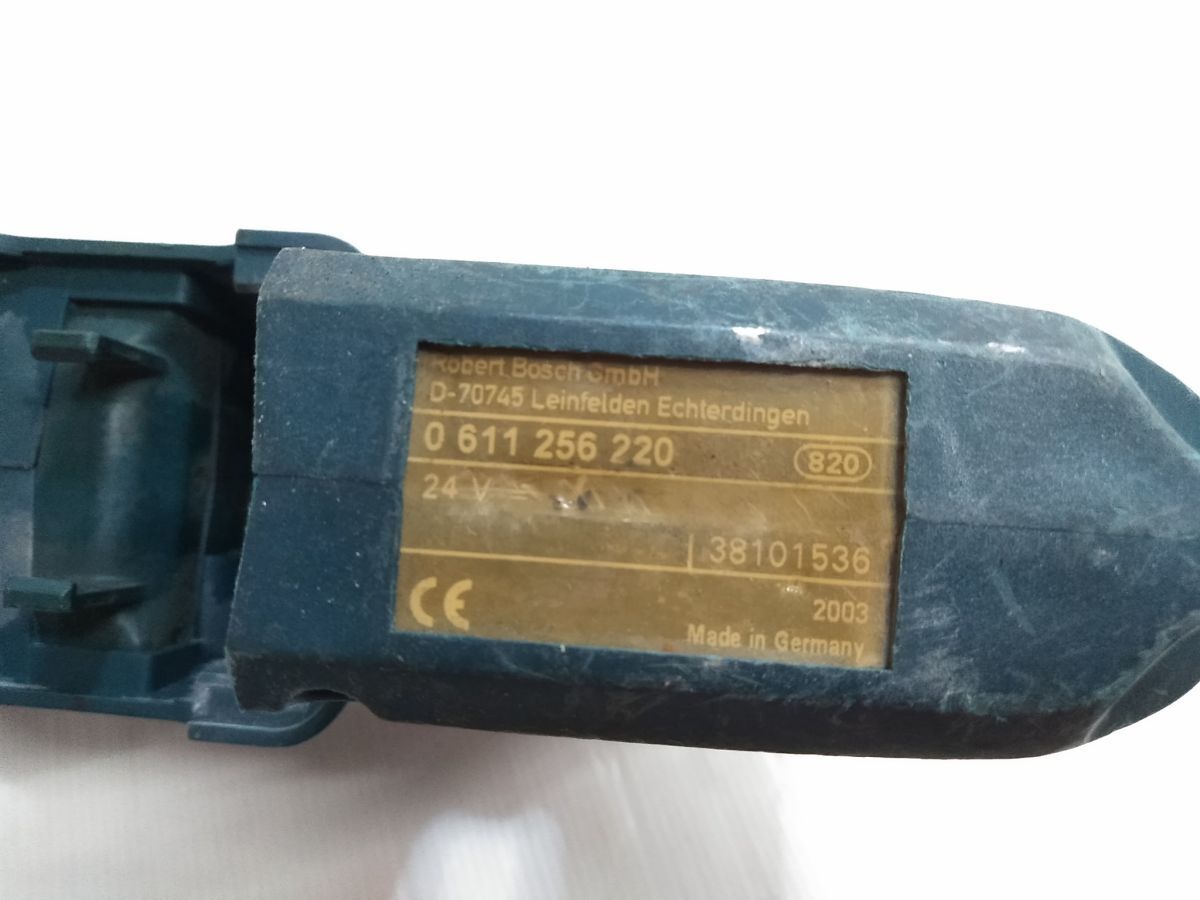 Robert Bosch GmbH
D-70745 Leinfelden Echterdingen
0 611 256 220 820
24 V
38101536
CE 2003
Made in Germany